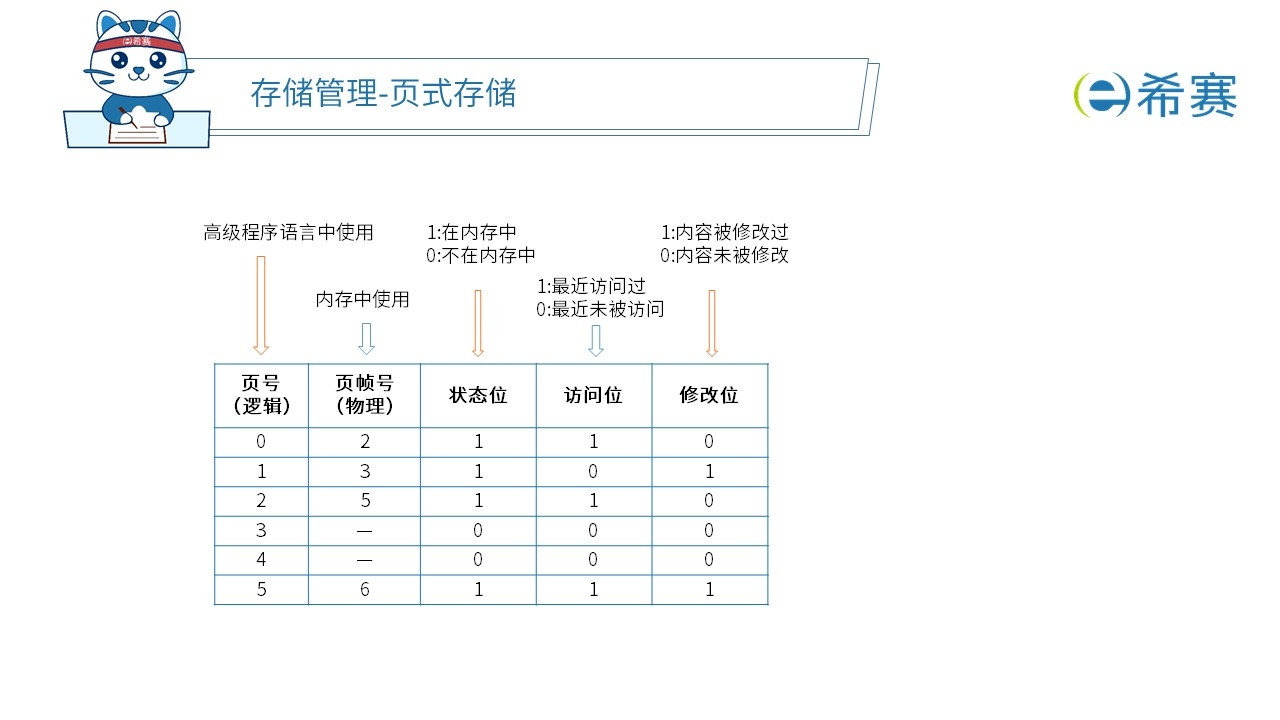 希赛
存储管理-页式存储
希赛
高级程序语言中使用
1:在内存中
0:不在内存中
1:内容被修改过
0:内容未被修改
内存中使用
1:最近访问过
0:最近未被访问
页号
（逻辑）
页帧号
（物理）
状态位
访问位
修改位
0 2 1 1 0
1 3 1 0 1
2 5 1 1 0
3 — 0 0 0
4 — 0 0 0
5 6 1 1 1